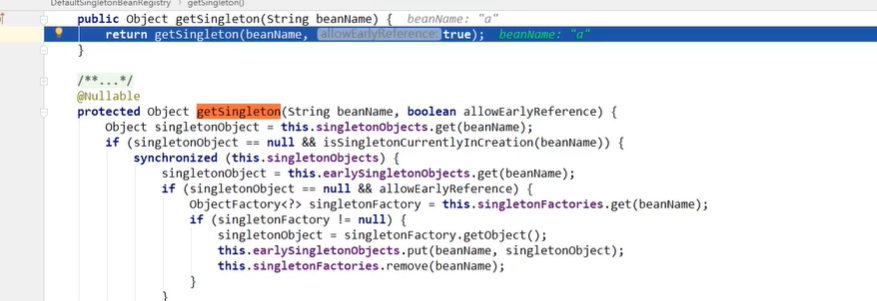 DefaultSingletonBeanRegistry > getSingleton()
public Object getSingleton(String beanName) { beanName: "a"
return getSingleton(beanName, allowEarlyReference: true); beanName: "a"
}
/**...*/
@Nullable
protected Object getSingleton(String beanName, boolean allowEarlyReference) {
Object singletonObject = this.singletonObjects.get(beanName);
if (singletonObject == null && isSingletonCurrentlyInCreation(beanName)) {
synchronized (this.singletonObjects) {
singletonObject = this.earlySingletonObjects.get(beanName);
if (singletonObject == null && allowEarlyReference) {
ObjectFactory<?> singletonFactory = this.singletonFactories.get(beanName);
if (singletonFactory != null) {
singletonObject = singletonFactory.getObject();
this.earlySingletonObjects.put(beanName, singletonObject);
this.singletonFactories.remove(beanName);
}
}